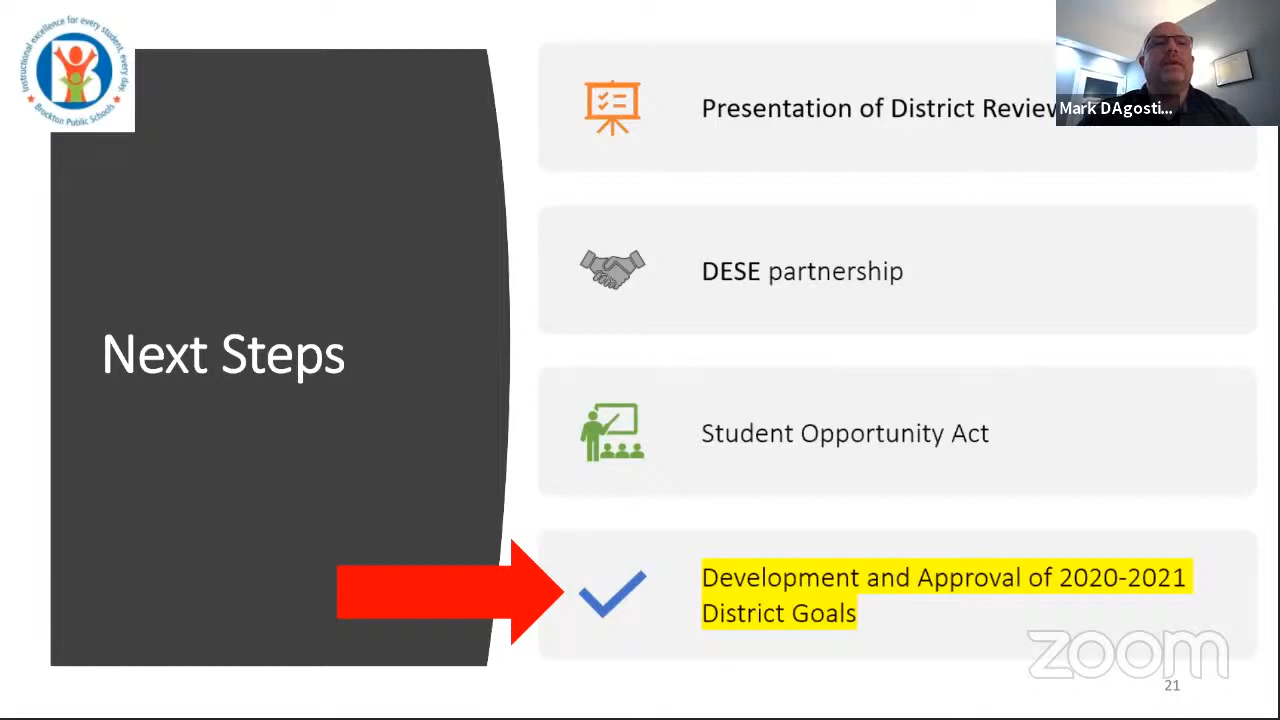 Instructional excellence for every student, every day.
Brockton Public Schools
Next Steps
Presentation of District Review
Mark DAgosti...
DESE partnership
Student Opportunity Act
Development and Approval of 2020-2021
District Goals
zoom
21